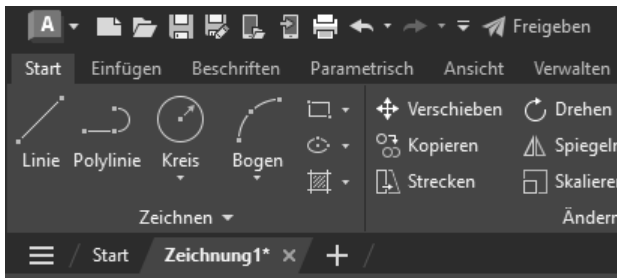 A Freigeben
Start Einfügen Beschriften Parametrisch Ansicht Verwalten
Verschieben Drehen
Kopieren Spiegeln
Linie Polylinie Kreis Bogen
Strecken Skaliere
Zeichnen Ändern
Start Zeichnung1*